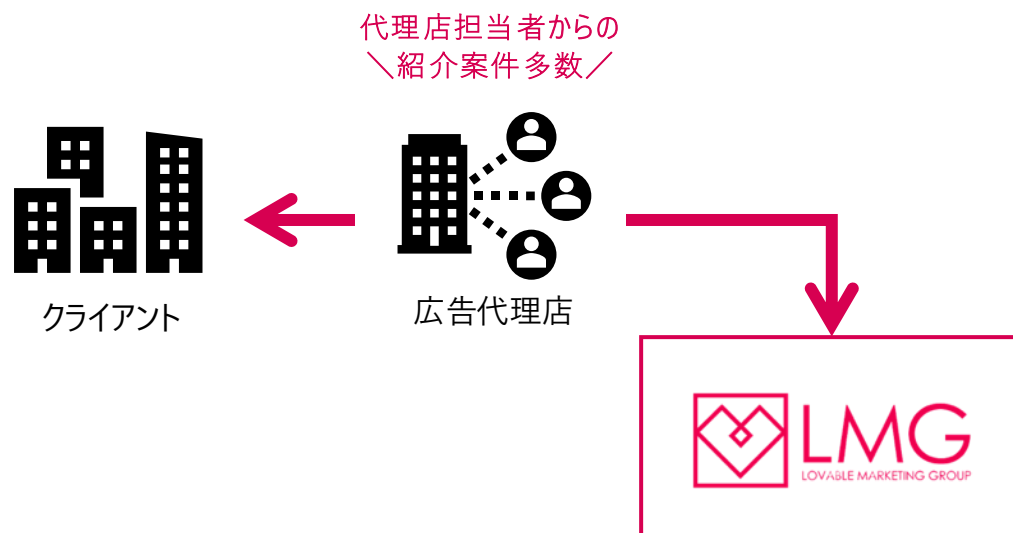 代理店担当者からの
＼紹介案件多数／
クライアント
広告代理店
LMG
LOVABLE MARKETING GROUP